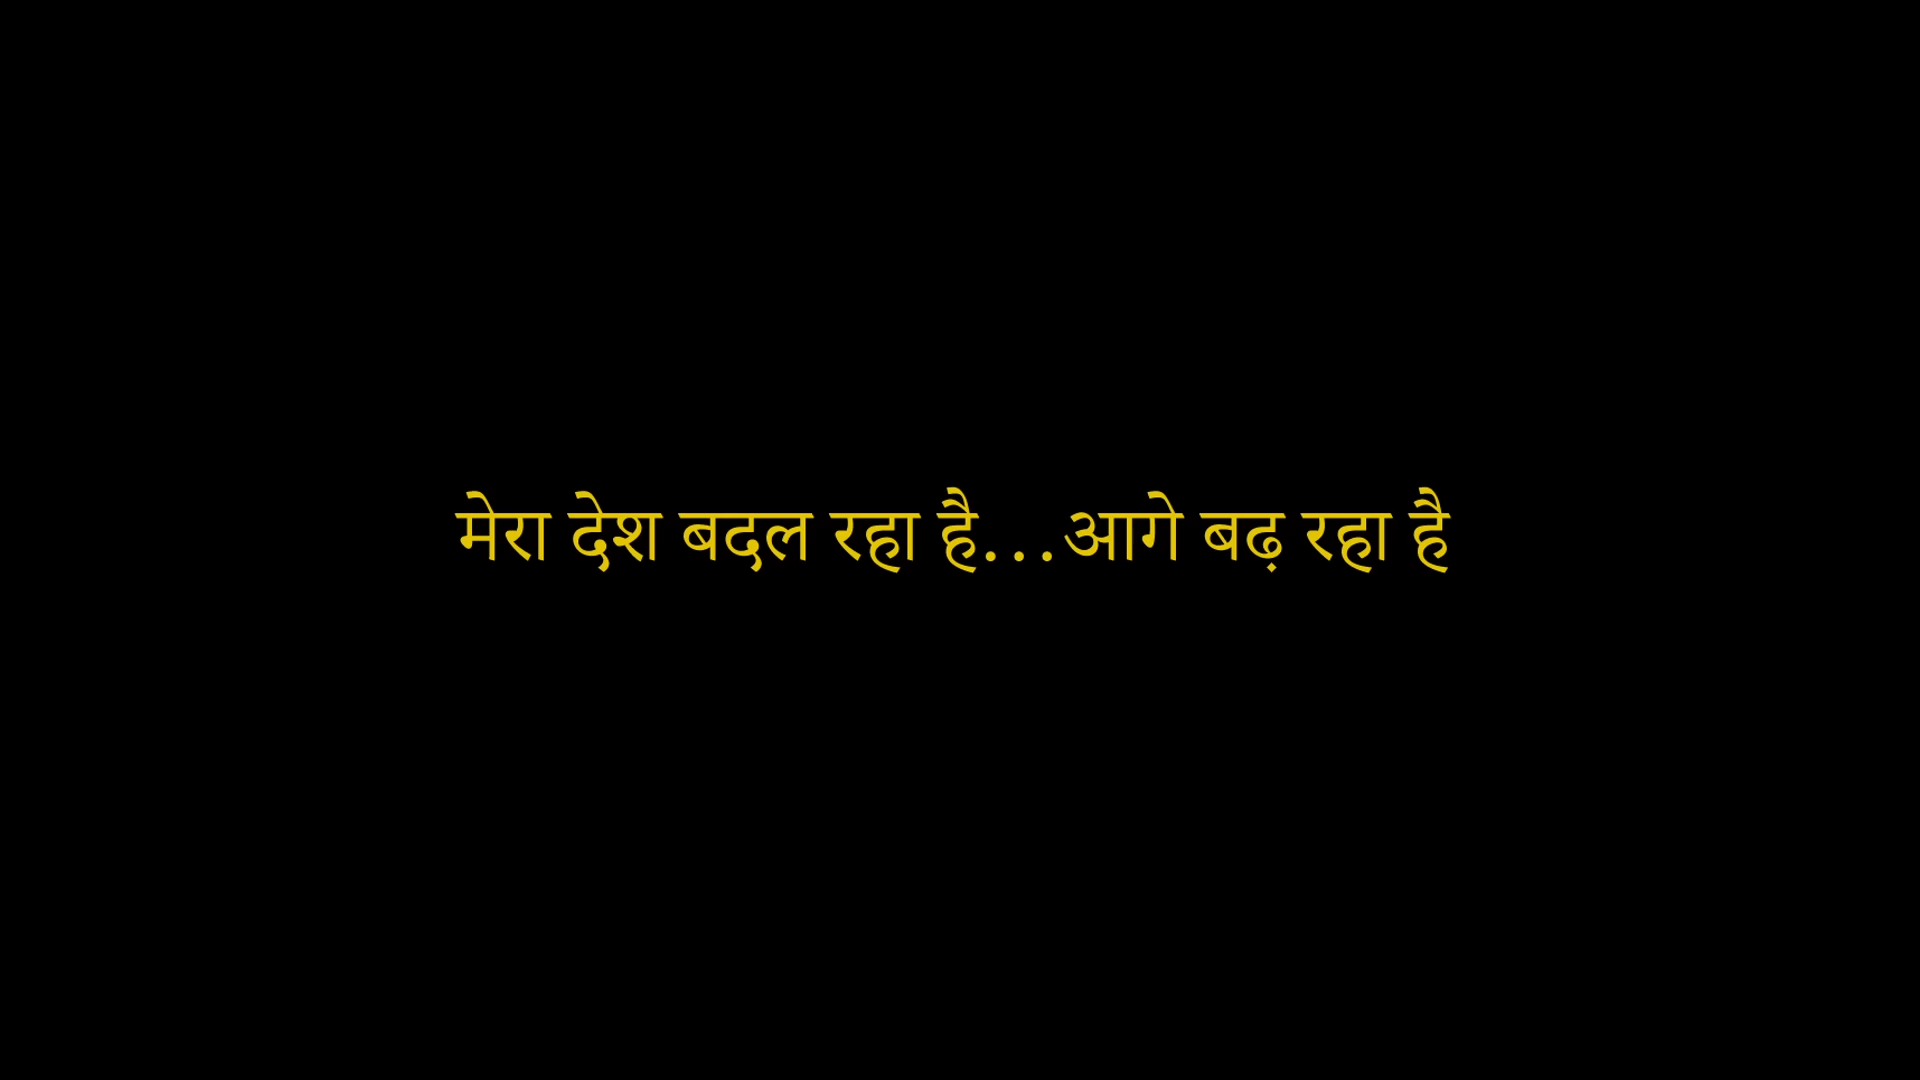 मेरा देश बदल रहा है...आगे बढ़ रहा है